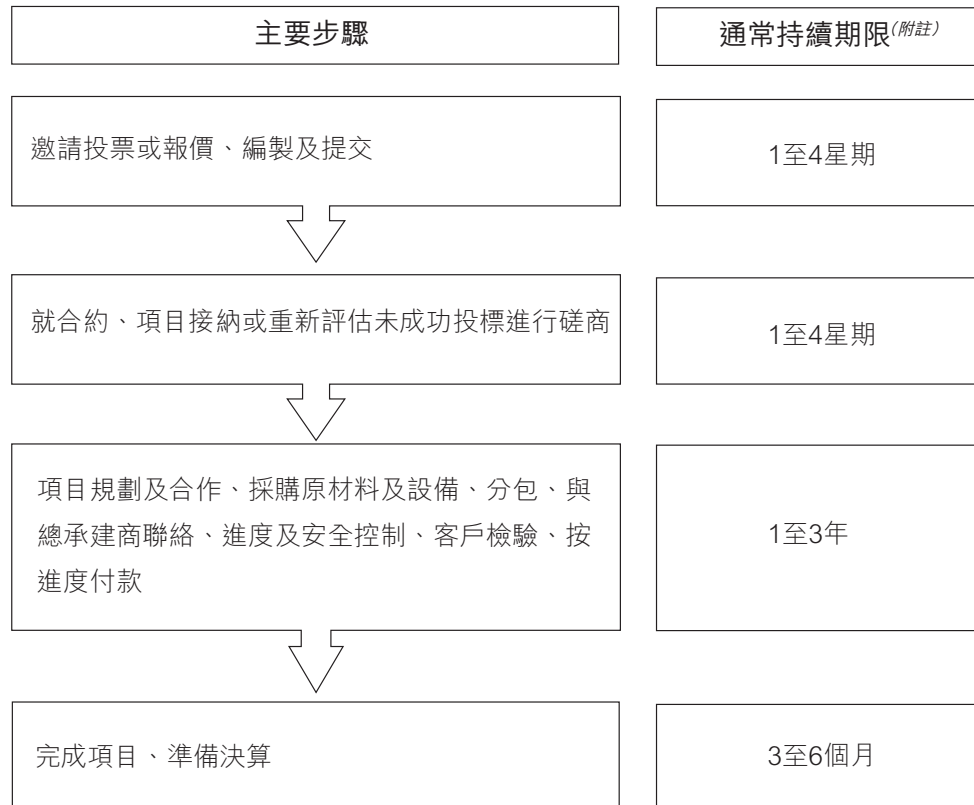 主要步驟
通常持續期限(附註)
邀請投票或報價、編製及提交
1至4星期
就合約、項目接納或重新評估未成功投標進行磋商
1至4星期
項目規劃及合作、採購原材料及設備、分包、與
總承建商聯絡、進度及安全控制、客戶檢驗、按
進度付款
1至3年
完成項目、準備決算
3至6個月